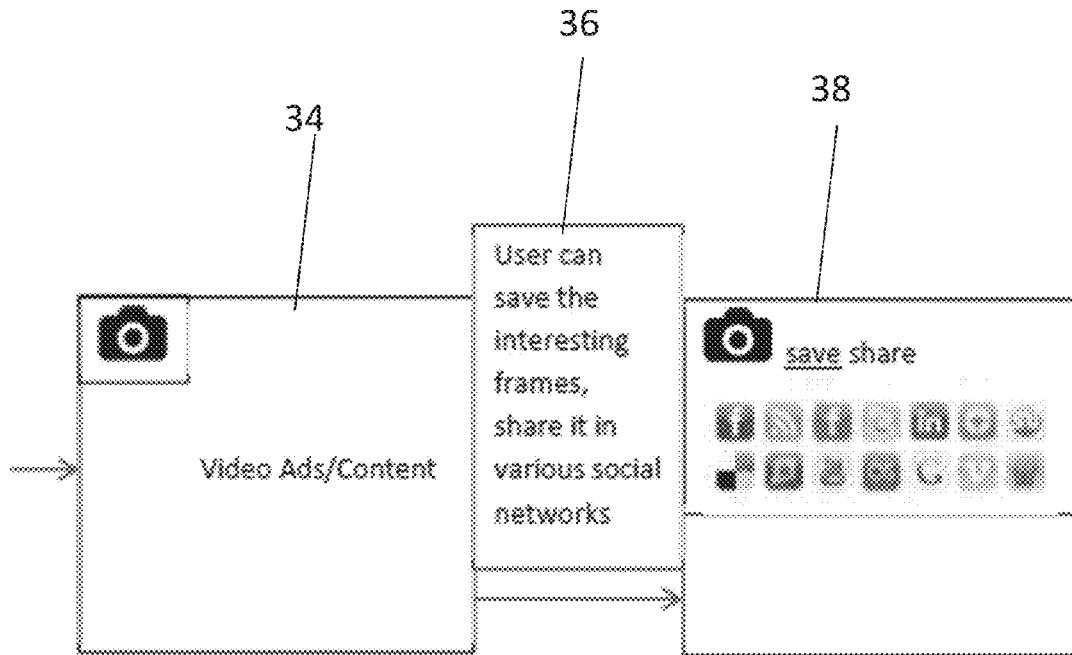 36
38
34
User can
save the
interesting
frames,
share it in
various social
networks
save share
Video Ads/Content
f
f
in